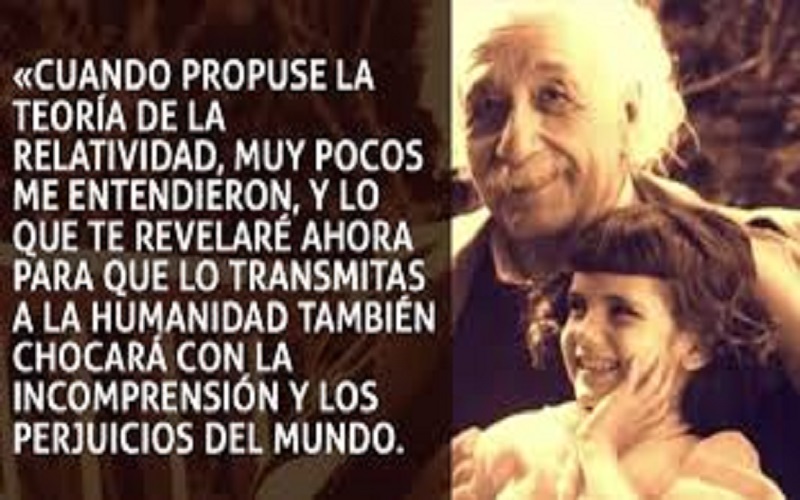 «CUANDO PROPUSE LA
TEORÍA DE LA
RELATIVIDAD, MUY POCOS
ME ENTENDIERON, Y LO
QUE TE REVELARÉ AHORA
PARA QUE LO TRANSMITAS
A LA HUMANIDAD TAMBIÉN
CHOCARÁ CON LA
INCOMPRENSIÓN Y LOS
PERJUICIOS DEL MUNDO.